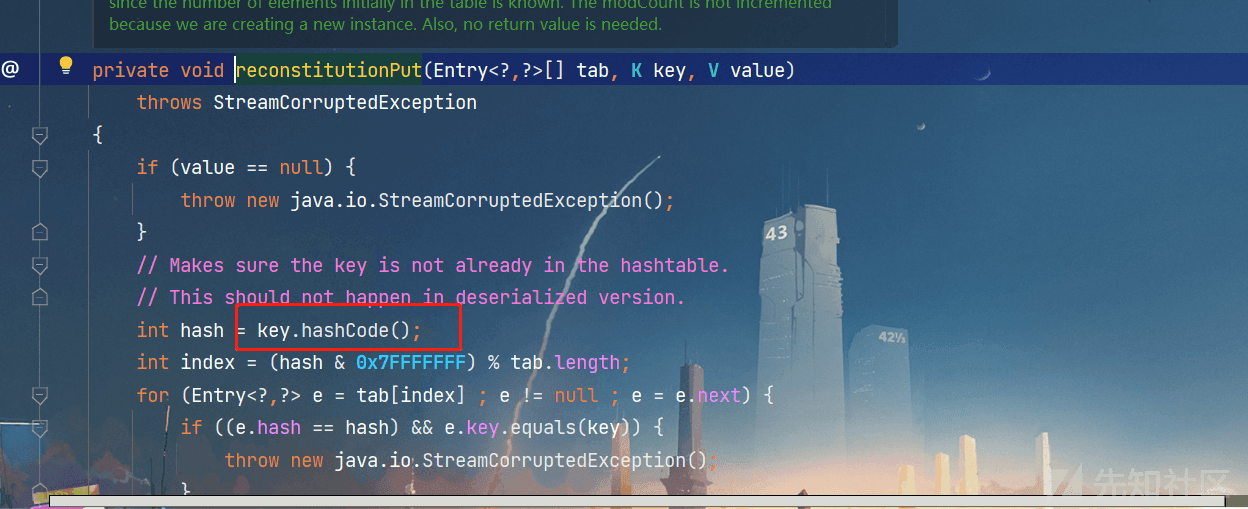 since the number of elements initially in the table is known. The modCount is not incremented
because we are creating a new instance. Also, no return value is needed.
@ private void reconstitutionPut(Entry<?,?>[] tab, K key, V value)
throws StreamCorruptedException
{
if (value == null) {
throw new java.io.StreamCorruptedException();
}
// Makes sure the key is not already in the hashtable.
// This should not happen in deserialized version.
int hash = key.hashCode();
int index = (hash & 0x7FFFFFFF) % tab.length;
for (Entry<?,?> e = tab[index] ; e != null ; e = e.next) {
if ((e.hash == hash) && e.key.equals(key)) {
throw new java.io.StreamCorruptedException();
}
43
42⅓
先知社区